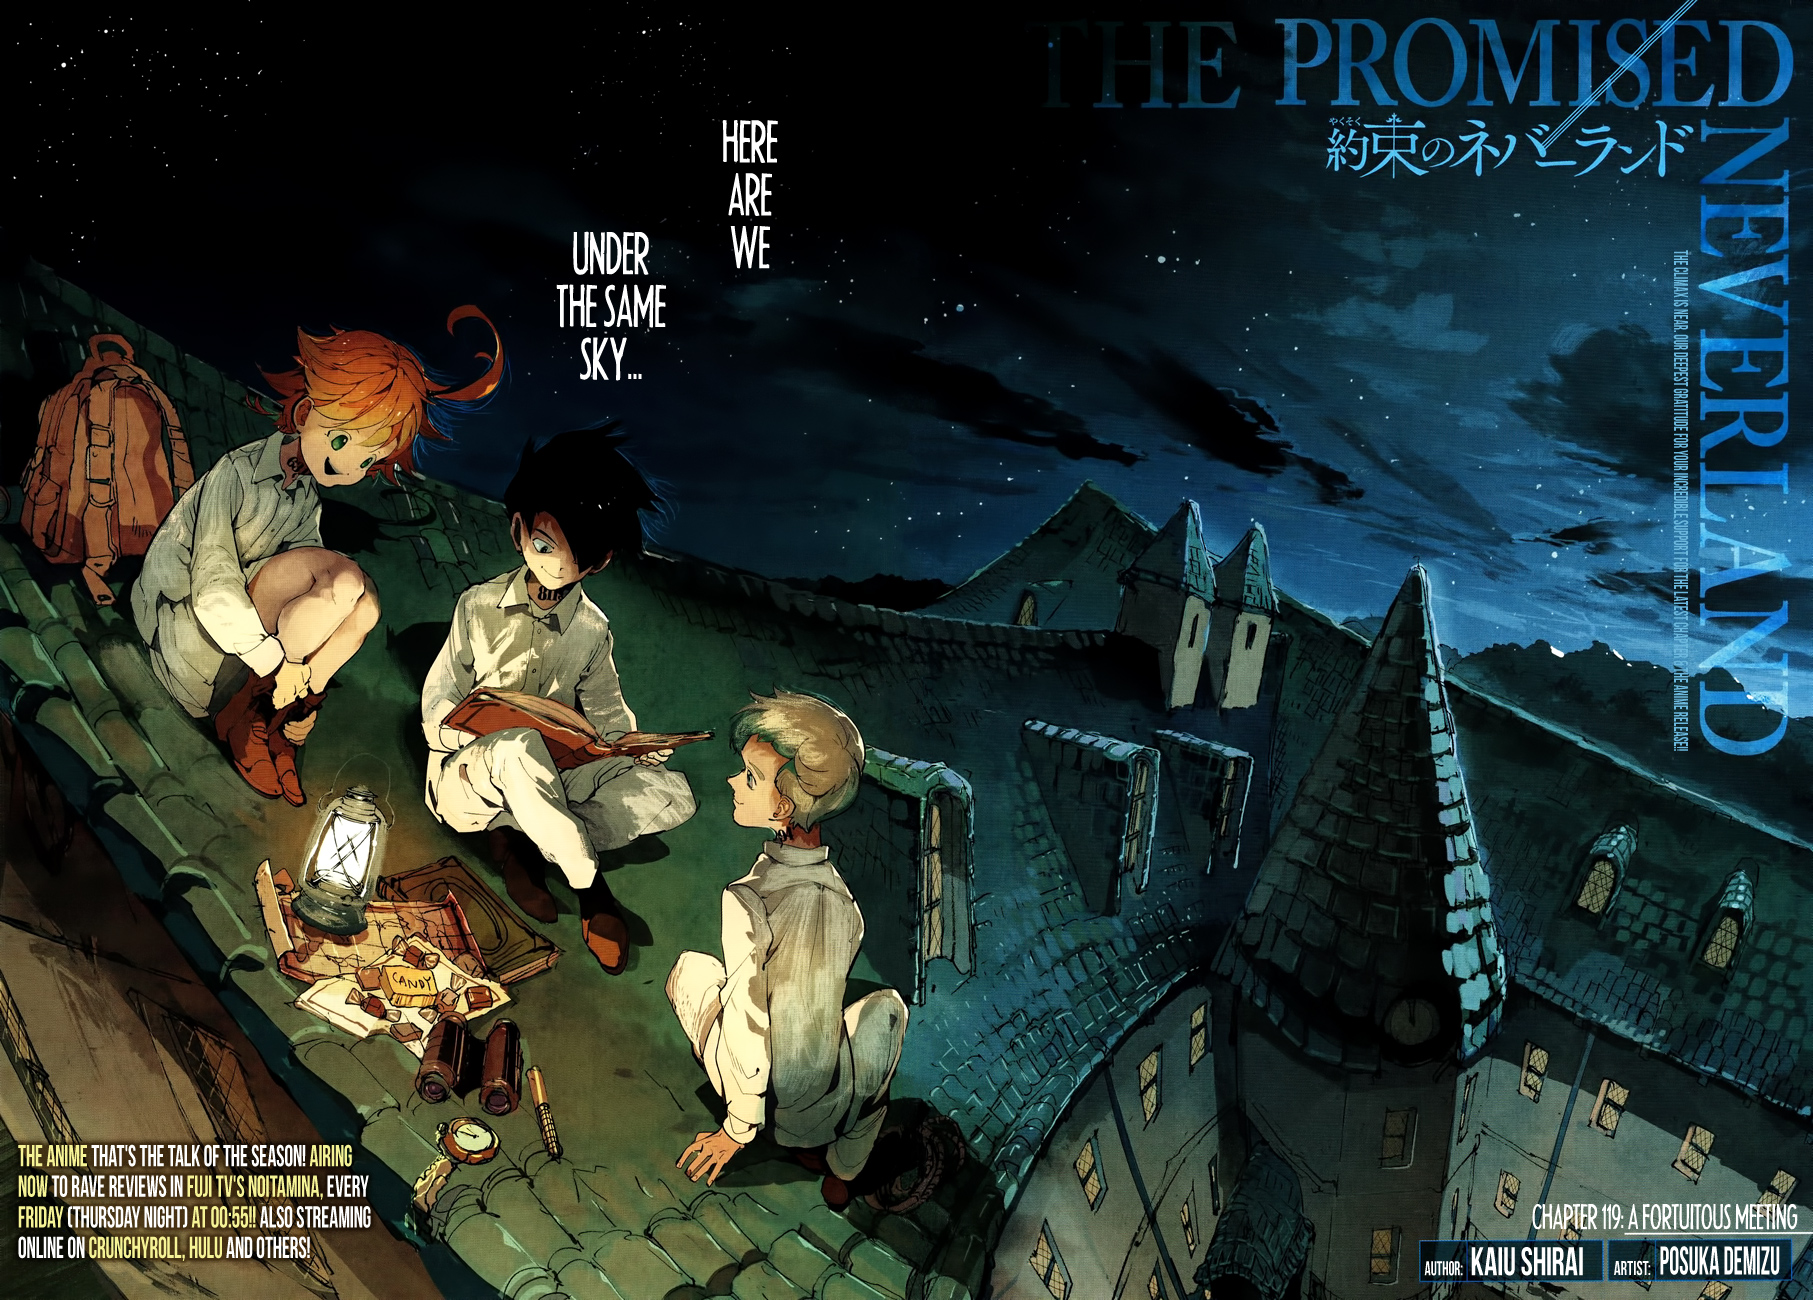 THE PROMISED
NEVERLAND
やくそく
約束のネバーランド
THE CLIMAX IS NEAR. OUR DEEPEST GRATITUDE FOR YOUR INCREDIBLE SUPPORT FOR THE LATEST CHAPTER & THE ANIME RELEASE!!
HERE
ARE
WE
UNDER
THE SAME
SKY...
CANDY
THE ANIME THAT'S THE TALK OF THE SEASON! AIRING
NOW TO RAVE REVIEWS IN FUJI TV'S NOITAMINA, EVERY
FRIDAY (THURSDAY NIGHT) AT 00:55!! ALSO STREAMING
ONLINE ON CRUNCHYROLL, HULU AND OTHERS!
CHAPTER 119: A FORTUITOUS MEETING
AUTHOR: KAIU SHIRAI ARTIST: POSUKA DEMIZU